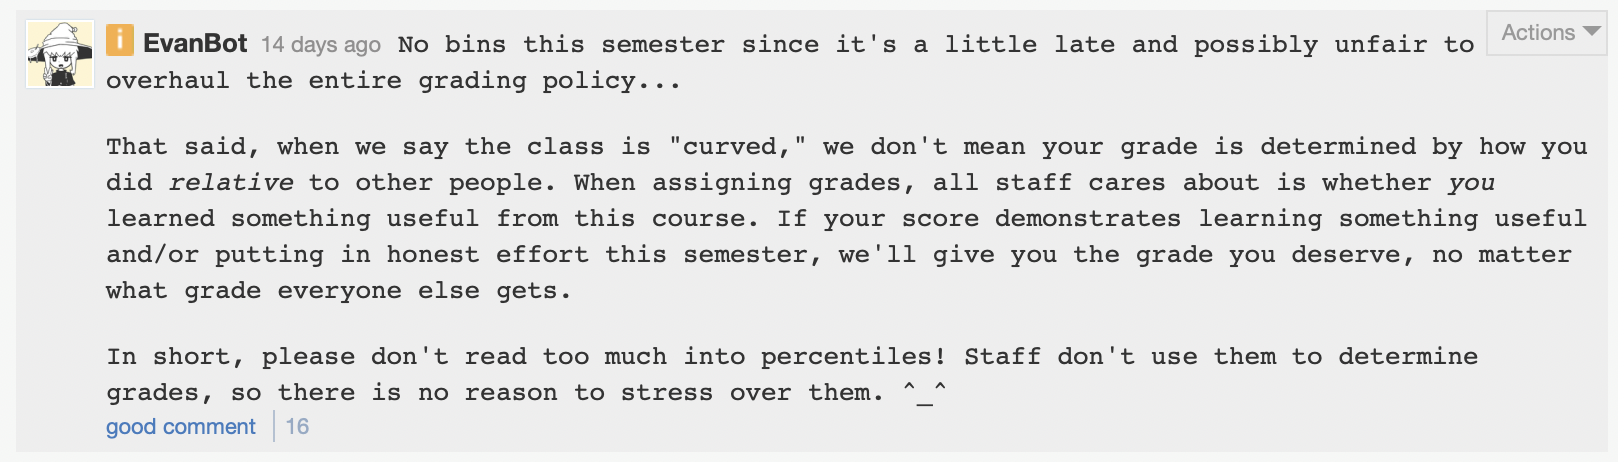 i EvanBot 14 days ago No bins this semester since it's a little late and possibly unfair to Actions
overhaul the entire grading policy...
That said, when we say the class is "curved," we don't mean your grade is determined by how you
did relative to other people. When assigning grades, all staff cares about is whether you
learned something useful from this course. If your score demonstrates learning something useful
and/or putting in honest effort this semester, we'll give you the grade you deserve, no matter
what grade everyone else gets.
In short, please don't read too much into percentiles! Staff don't use them to determine
grades, so there is no reason to stress over them. ^_^
good comment 16